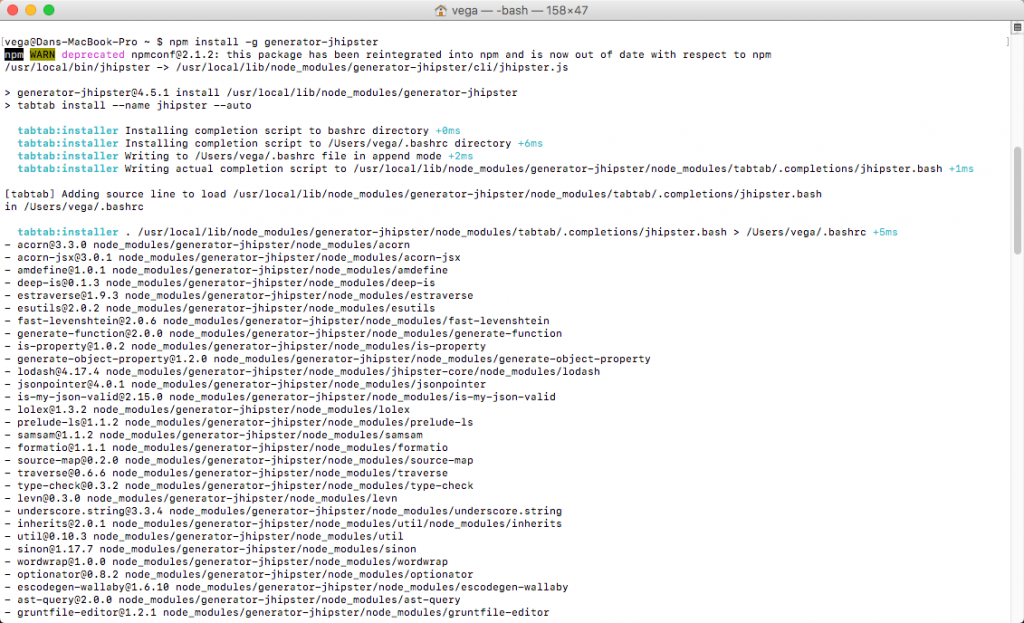 vega — -bash — 158×47
[vega@Dans-MacBook-Pro ~ $ npm install -g generator-jhipster ]
npm WARN deprecated npmconf@2.1.2: this package has been reintegrated into npm and is now out of date with respect to npm
/usr/local/bin/jhipster -> /usr/local/lib/node_modules/generator-jhipster/cli/jhipster.js
> generator-jhipster@4.5.1 install /usr/local/lib/node_modules/generator-jhipster
> tabtab install --name jhipster --auto
tabtab:installer Installing completion script to bashrc directory +0ms
tabtab:installer Installing completion script to /Users/vega/.bashrc directory +6ms
tabtab:installer Writing to /Users/vega/.bashrc file in append mode +2ms
tabtab:installer Writing actual completion script to /usr/local/lib/node_modules/generator-jhipster/node_modules/tabtab/.completions/jhipster.bash +1ms
[tabtab] Adding source line to load /usr/local/lib/node_modules/generator-jhipster/node_modules/tabtab/.completions/jhipster.bash
in /Users/vega/.bashrc
tabtab:installer . /usr/local/lib/node_modules/generator-jhipster/node_modules/tabtab/.completions/jhipster.bash > /Users/vega/.bashrc +5ms
- acorn@3.3.0 node_modules/generator-jhipster/node_modules/acorn
- acorn-jsx@3.0.1 node_modules/generator-jhipster/node_modules/acorn-jsx
- amdefine@1.0.1 node_modules/generator-jhipster/node_modules/amdefine
- deep-is@0.1.3 node_modules/generator-jhipster/node_modules/deep-is
- estraverse@1.9.3 node_modules/generator-jhipster/node_modules/estraverse
- esutils@2.0.2 node_modules/generator-jhipster/node_modules/esutils
- fast-levenshtein@2.0.6 node_modules/generator-jhipster/node_modules/fast-levenshtein
- generate-function@2.0.0 node_modules/generator-jhipster/node_modules/generate-function
- is-property@1.0.2 node_modules/generator-jhipster/node_modules/is-property
- generate-object-property@1.2.0 node_modules/generator-jhipster/node_modules/generate-object-property
- lodash@4.17.4 node_modules/generator-jhipster/node_modules/jhipster-core/node_modules/lodash
- jsonpointer@4.0.1 node_modules/generator-jhipster/node_modules/jsonpointer
- is-my-json-valid@2.15.0 node_modules/generator-jhipster/node_modules/is-my-json-valid
- lolex@1.3.2 node_modules/generator-jhipster/node_modules/lolex
- prelude-ls@1.1.2 node_modules/generator-jhipster/node_modules/prelude-ls
- samsam@1.1.2 node_modules/generator-jhipster/node_modules/samsam
- formatio@1.1.1 node_modules/generator-jhipster/node_modules/formatio
- source-map@0.2.0 node_modules/generator-jhipster/node_modules/source-map
- traverse@0.6.6 node_modules/generator-jhipster/node_modules/traverse
- type-check@0.3.2 node_modules/generator-jhipster/node_modules/type-check
- levn@0.3.0 node_modules/generator-jhipster/node_modules/levn
- underscore.string@3.3.4 node_modules/generator-jhipster/node_modules/underscore.string
- inherits@2.0.1 node_modules/generator-jhipster/node_modules/util/node_modules/inherits
- util@0.10.3 node_modules/generator-jhipster/node_modules/util
- sinon@1.17.7 node_modules/generator-jhipster/node_modules/sinon
- wordwrap@1.0.0 node_modules/generator-jhipster/node_modules/wordwrap
- optionator@0.8.2 node_modules/generator-jhipster/node_modules/optionator
- escodegen-wallaby@1.6.10 node_modules/generator-jhipster/node_modules/escodegen-wallaby
- ast-query@2.0.0 node_modules/generator-jhipster/node_modules/ast-query
- gruntfile-editor@1.2.1 node_modules/generator-jhipster/node_modules/gruntfile-editor